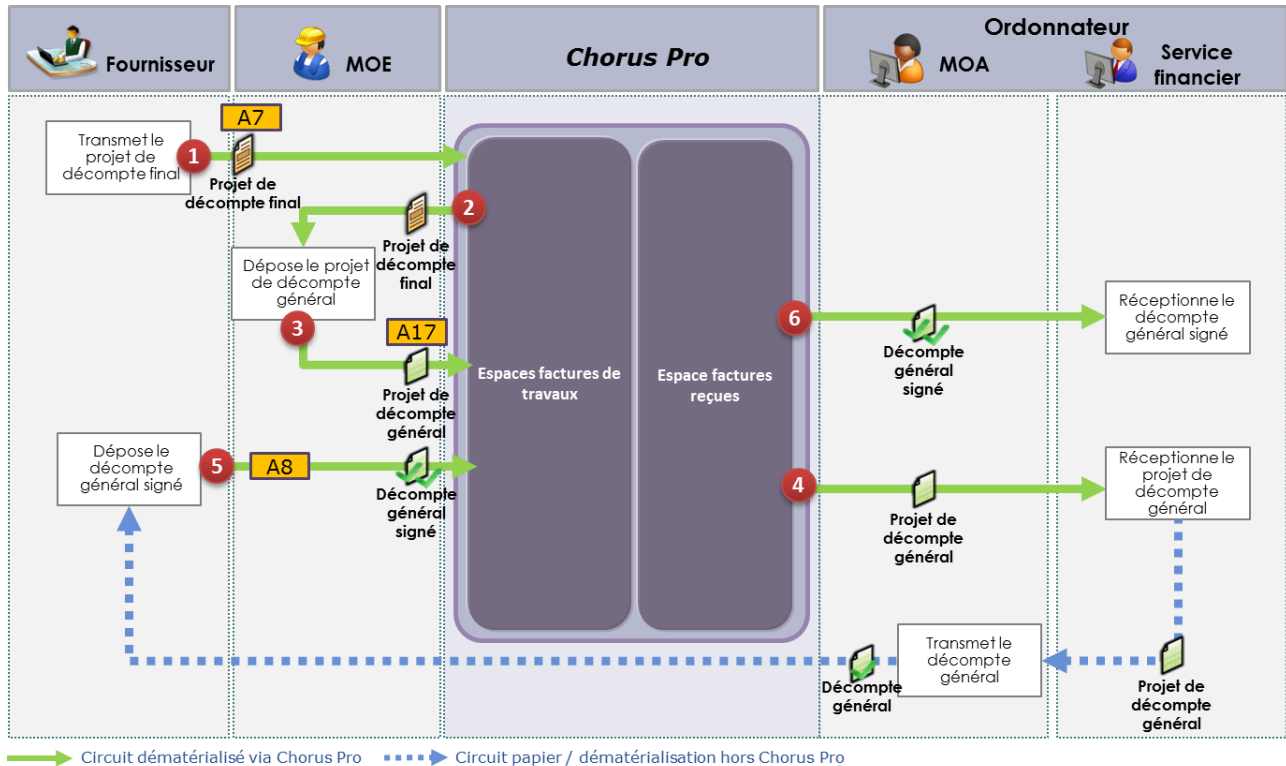 Fournisseur
MOE
Chorus Pro
Ordonnateur
MOA
Service
financier
A7
Transmet le
projet de
décompte final
1
Projet de
décompte final
2
Projet de
décompte
final
Dépose le projet
de décompte
général
3
A17
Projet de
décompte
général
Espaces factures de
travaux
Espace factures
reçues
6
Décompte
général
signé
Réceptionne le
décompte
général signé
Dépose le
décompte
général signé
5
A8
Décompte
général
signé
4
Projet de
décompte
général
Réceptionne le
projet de
décompte
général
Transmet le
décompte
général
Décompte
général
Projet de
décompte
général
Circuit dématérialisé via Chorus Pro
Circuit papier / dématérialisation hors Chorus Pro